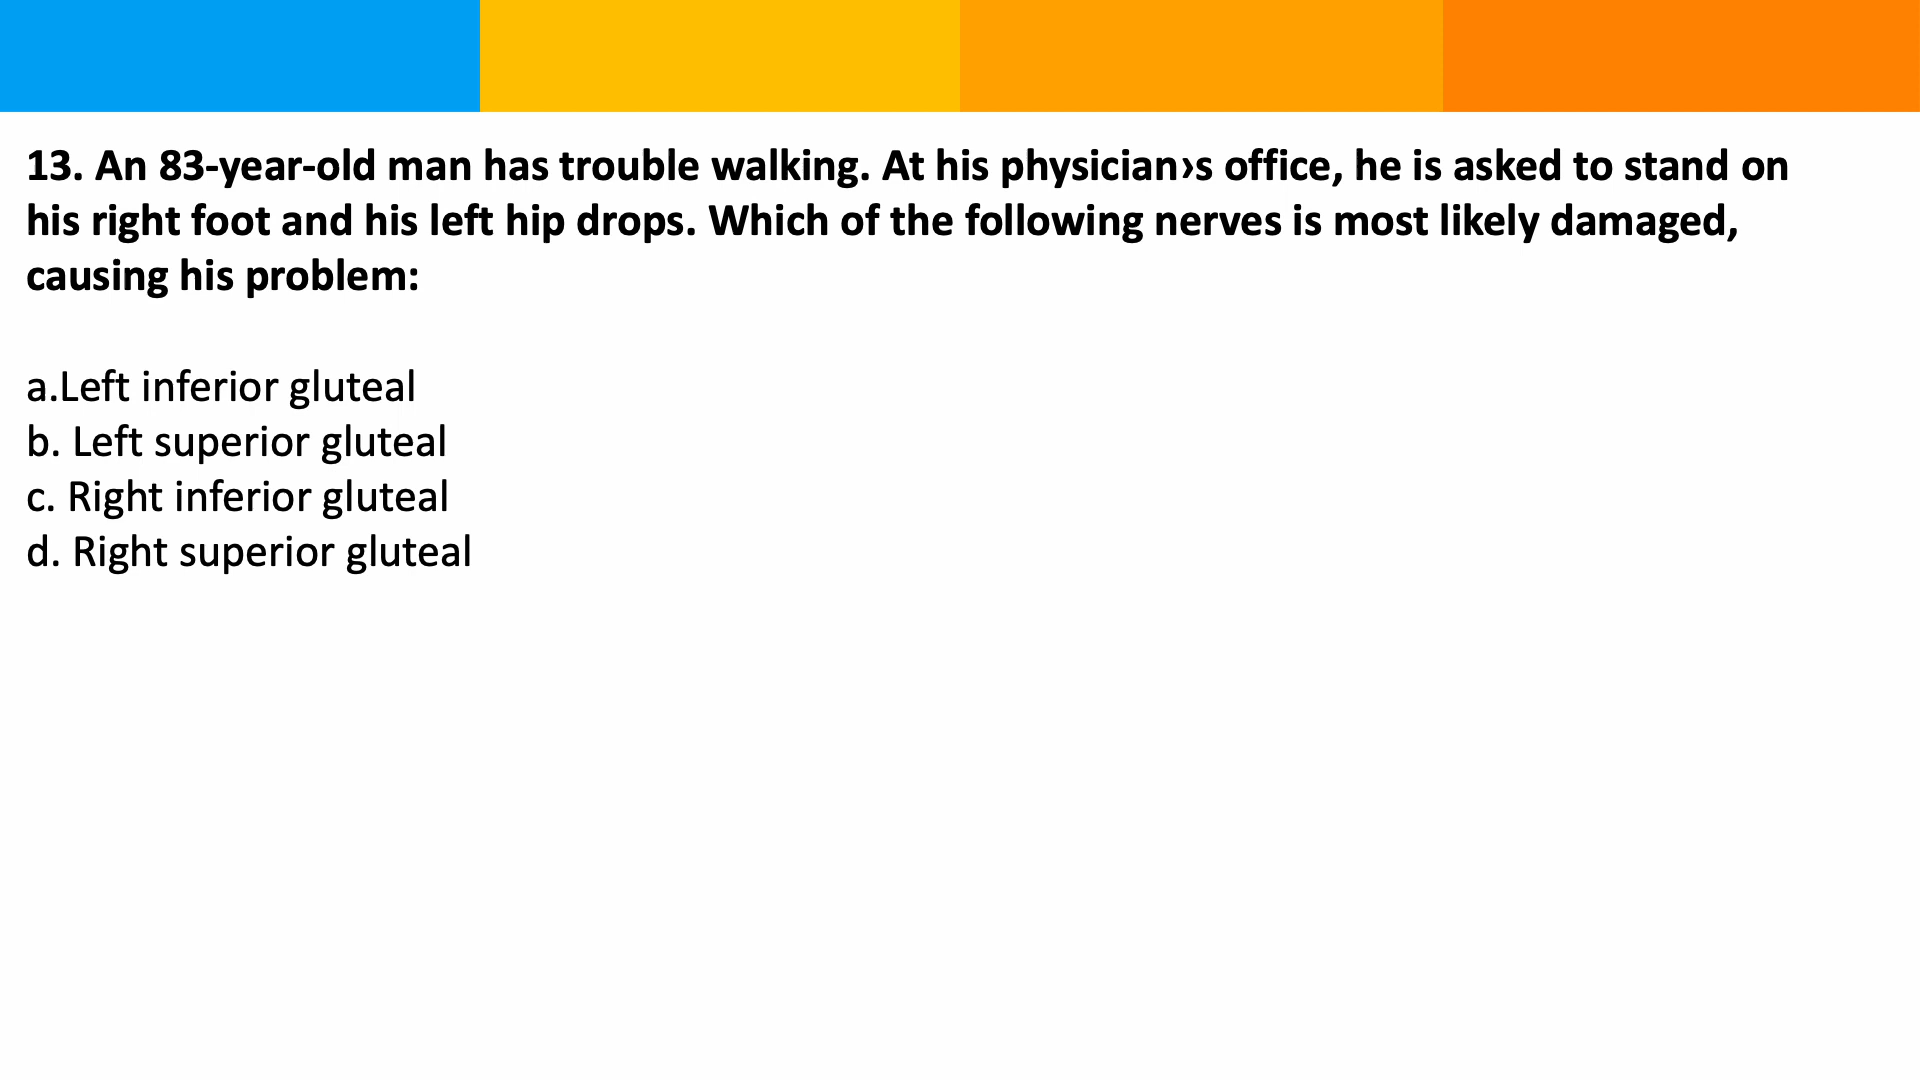 13. An 83-year-old man has trouble walking. At his physician›s office, he is asked to stand on
his right foot and his left hip drops. Which of the following nerves is most likely damaged,
causing his problem:
a.Left inferior gluteal
b. Left superior gluteal
c. Right inferior gluteal
d. Right superior gluteal